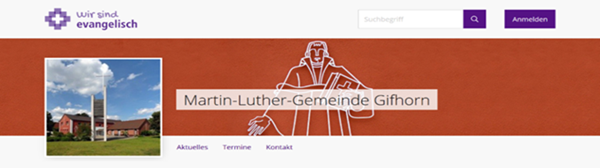 wir sind
evangelisch
Suchbegriff
Anmelden
Martin-Luther-Gemeinde Gifhorn
Aktuelles Termine Kontakt